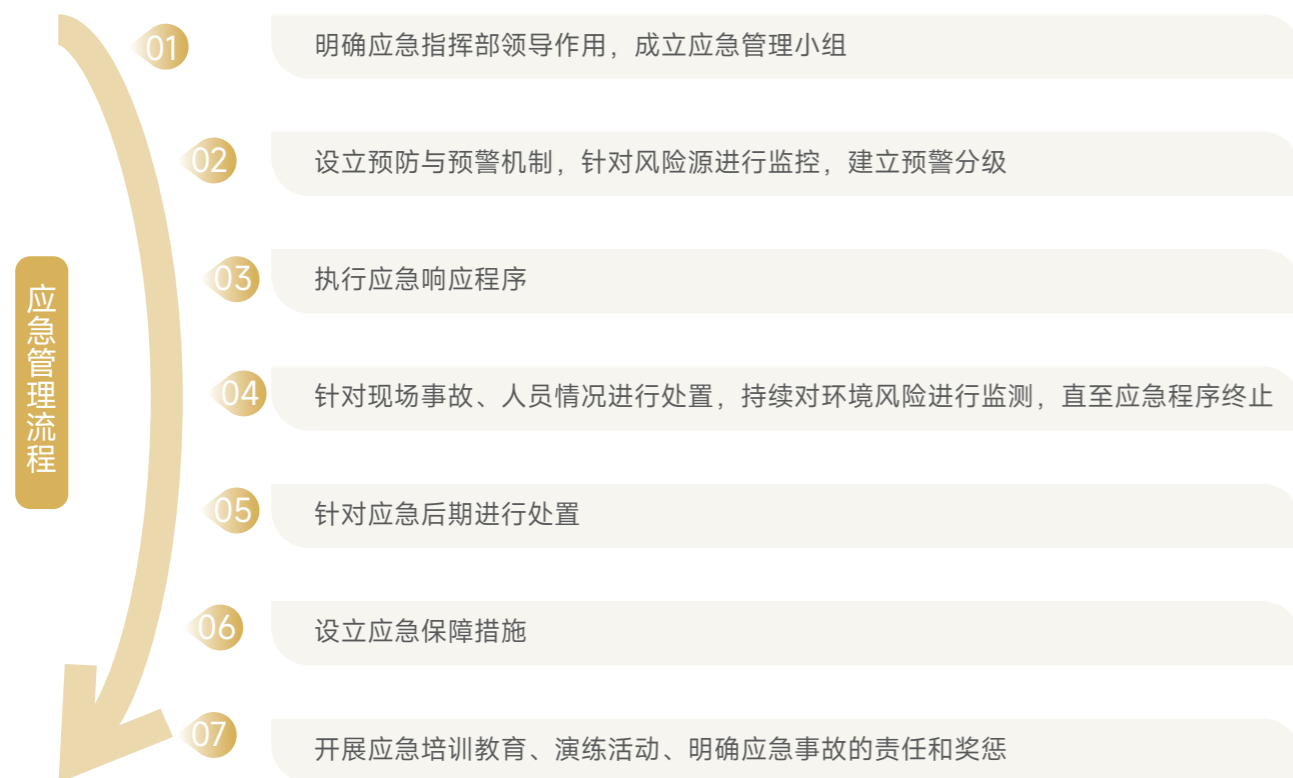 01
明确应急指挥部领导作用，成立应急管理小组
02
设立预防与预警机制，针对风险源进行监控，建立预警分级
03
执行应急响应程序
04
针对现场事故、人员情况进行处置，持续对环境风险进行监测，直至应急程序终止
05
针对应急后期进行处置
06
设立应急保障措施
07
开展应急培训教育、演练活动、明确应急事故的责任和奖惩
应急管理流程